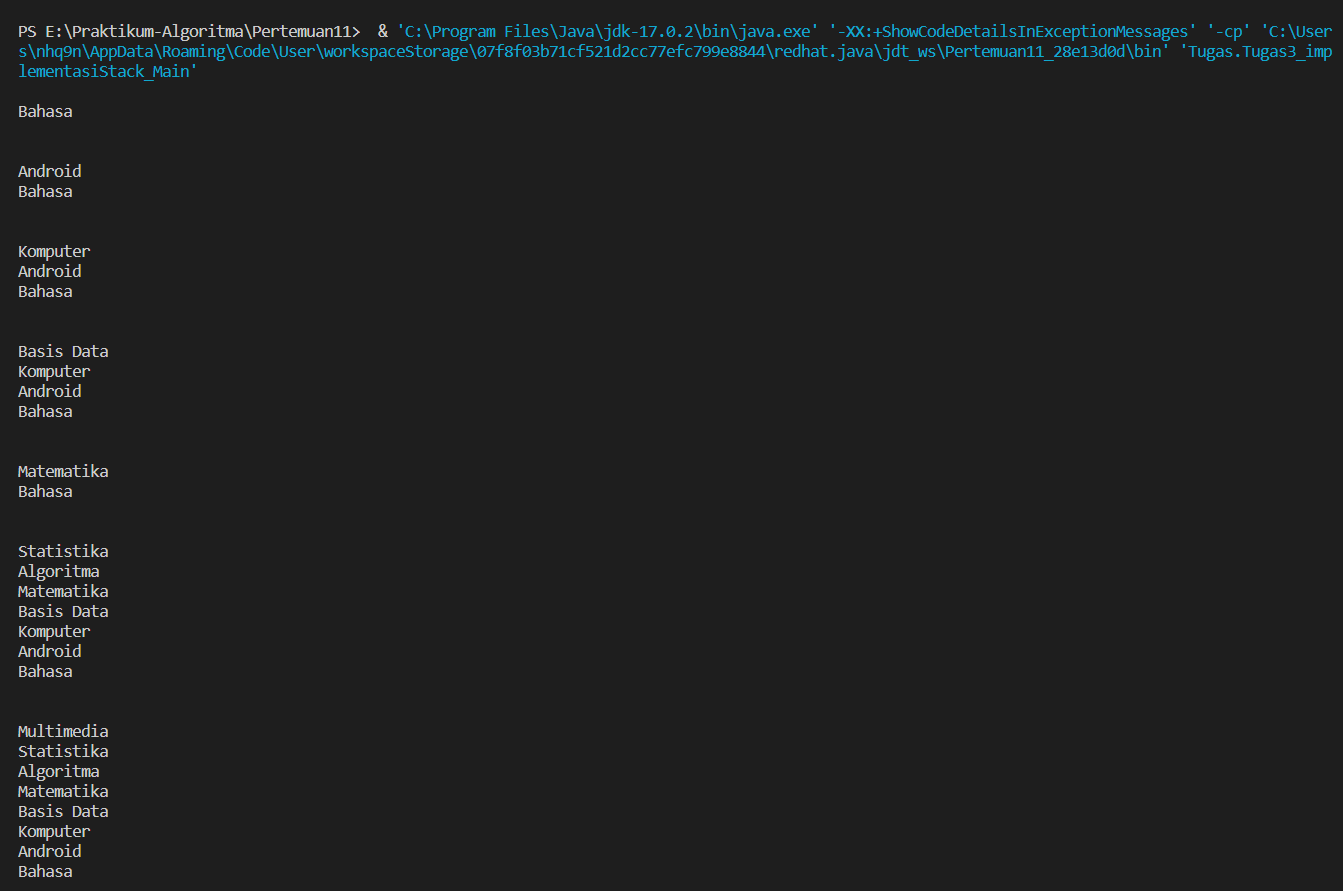 PS E:\Praktikum-Algoritma\Pertemuan11>  & 'C:\Program Files\Java\jdk-17.0.2\bin\java.exe' '-XX:+ShowCodeDetailsInExceptionMessages' '-cp' 'C:\User
s\nhq9n\AppData\Roaming\Code\User\workspaceStorage\07f8f03b71cf521d2cc77efc799e8844\redhat.java\jdt_ws\Pertemuan11_28e13d0d\bin' 'Tugas.Tugas3_imp
lementasiStack_Main'
Bahasa
Android
Bahasa
Komputer
Android
Bahasa
Basis Data
Komputer
Android
Bahasa
Matematika
Bahasa
Statistika
Algoritma
Matematika
Basis Data
Komputer
Android
Bahasa
Multimedia
Statistika
Algoritma
Matematika
Basis Data
Komputer
Android
Bahasa